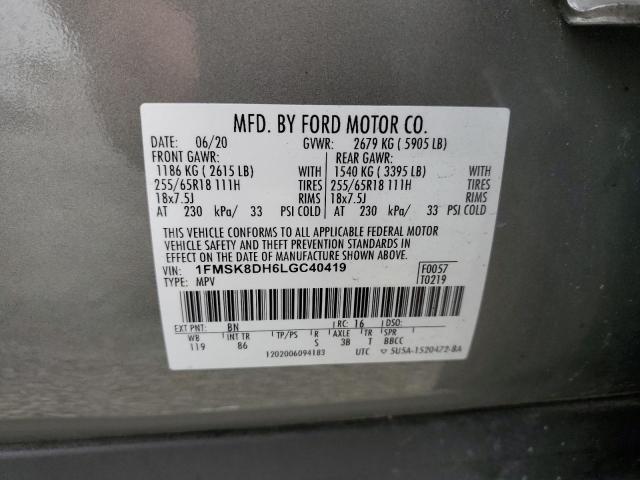 MFD. BY FORD MOTOR CO.
DATE: 06/20 GVWR: 2679 KG ( 5905 LB)
FRONT GAWR: REAR GAWR:
1186 KG ( 2615 LB) 1540 KG ( 3395 LB)
255/65R18 111H TIRES 255/65R18 111H TIRES
18x7.5J RIMS 18x7.5J RIMS
AT 230 kPa/ 33 PSI COLD AT 230 kPa/ 33 PSI COLD
THIS VEHICLE CONFORMS TO ALL APPLICABLE FEDERAL MOTOR
VEHICLE SAFETY AND THEFT PREVENTION STANDARDS IN
EFFECT ON THE DATE OF MANUFACTURE SHOWN ABOVE.
VIN: 1FMSK8DH6LGC40419 F0057
TYPE: MPV T0219
EXT PNT: BN RC: 16 DSO:
WB INT TR TP/PS R AXLE TR SPR
119 86 S 3B T BBCC
1202006094183 UTC 5U5A-1520472-BA